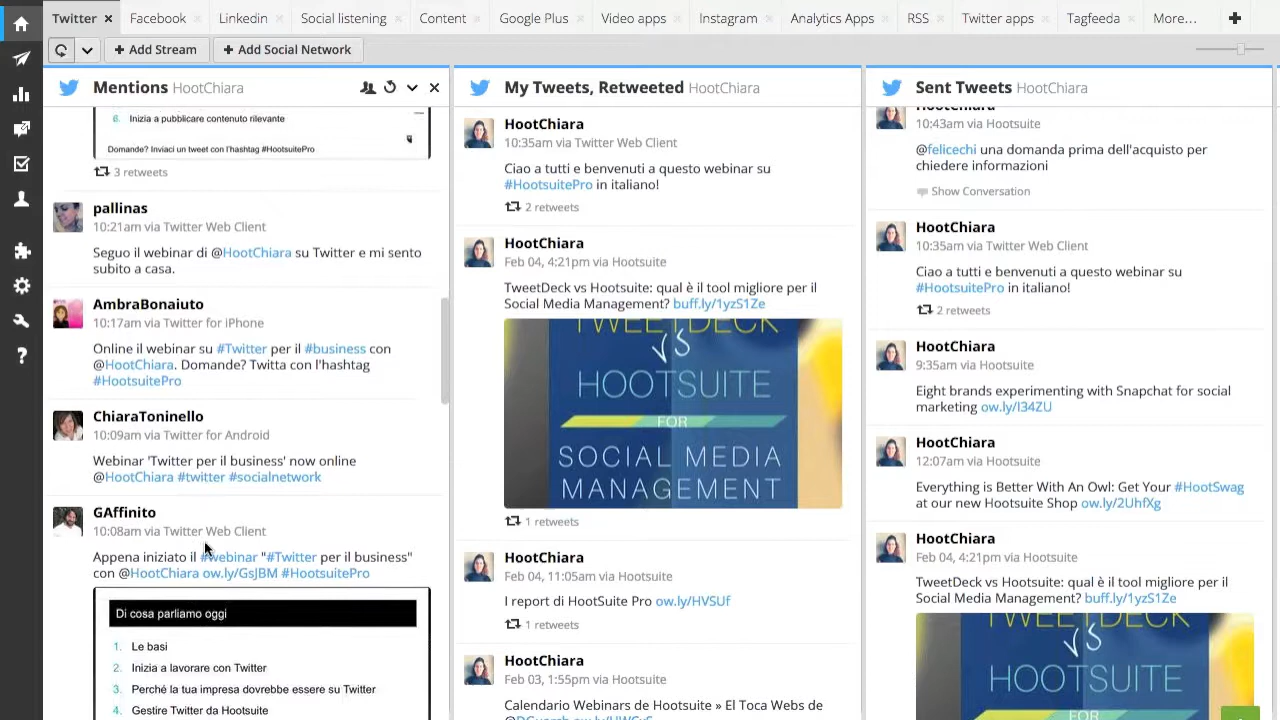 Twitter
Facebook
LinkedIn
Social apps
Content
Google Plus
Analytics
Instagram
Analytics Apps
RSS
Hootsuite
Tagfeeda
More...
Add Stream
Add Social Network
Mentions HootChiara
6. Inizia a pubblicare contenuto rilevante
Domande? Inviaci un tweet con l'hashtag #HootsuitePro
3 retweets
pallinas
10:21am via Twitter Web Client
Seguo il webinar di @HootChiara su Twitter e mi sento
subito a casa.
AmbraBonaiuto
10:17am via Twitter for iPhone
Online il webinar su #Twitter per il #business con
@HootChiara. Domande? Twitta con l'hashtag
#HootsuitePro
ChiaraToninello
10:09am via Twitter for Android
Webinar 'Twitter per il business' now online
@HootChiara #twitter #socialnetwork
GAffinito
10:08am via Twitter Web Client
Appena iniziato il #webinar "#Twitter per il business"
con @HootChiara ow.ly/GsJBM #HootsuitePro
Di cosa parliamo oggi
1. Le basi
2. Inizia a lavorare con Twitter
3. Perché la tua impresa dovrebbe essere su Twitter
4. Gestire Twitter da Hootsuite
My Tweets, Retweeted HootChiara
HootChiara
10:35am via Twitter Web Client
Ciao a tutti e benvenuti a questo webinar su
#HootsuitePro in italiano!
2 retweets
HootChiara
Feb 04, 4:21pm via Hootsuite
TweetDeck vs Hootsuite: qual è il tool migliore per il
Social Media Management? buff.ly/1yzS1Ze
TWEETDECK
VS
HOOTSUITE
FOR
SOCIAL MEDIA
MANAGEMENT
1 retweets
HootChiara
Feb 04, 11:05am via Hootsuite
I report di HootSuite Pro ow.ly/HVSUf
1 retweets
HootChiara
Feb 03, 1:55pm via Hootsuite
Calendario Webinars de Hootsuite » El Toca Webs de
Sent Tweets HootChiara
HootChiara
10:43am via Hootsuite
@felicechi una domanda prima dell'acquisto per
chiedere informazioni
Show Conversation
HootChiara
10:35am via Twitter Web Client
Ciao a tutti e benvenuti a questo webinar su
#HootsuitePro in italiano!
2 retweets
HootChiara
9:35am via Hootsuite
Eight brands experimenting with Snapchat for social
marketing ow.ly/I34ZU
HootChiara
12:07am via Hootsuite
Everything is Better With An Owl: Get Your #HootSwag
at our new Hootsuite Shop ow.ly/2UhfXg
HootChiara
Feb 04, 4:21pm via Hootsuite
TweetDeck vs Hootsuite: qual è il tool migliore per il
Social Media Management? buff.ly/1yzS1Ze
TWEETDECK
VS
HOOTSUITE
FOR